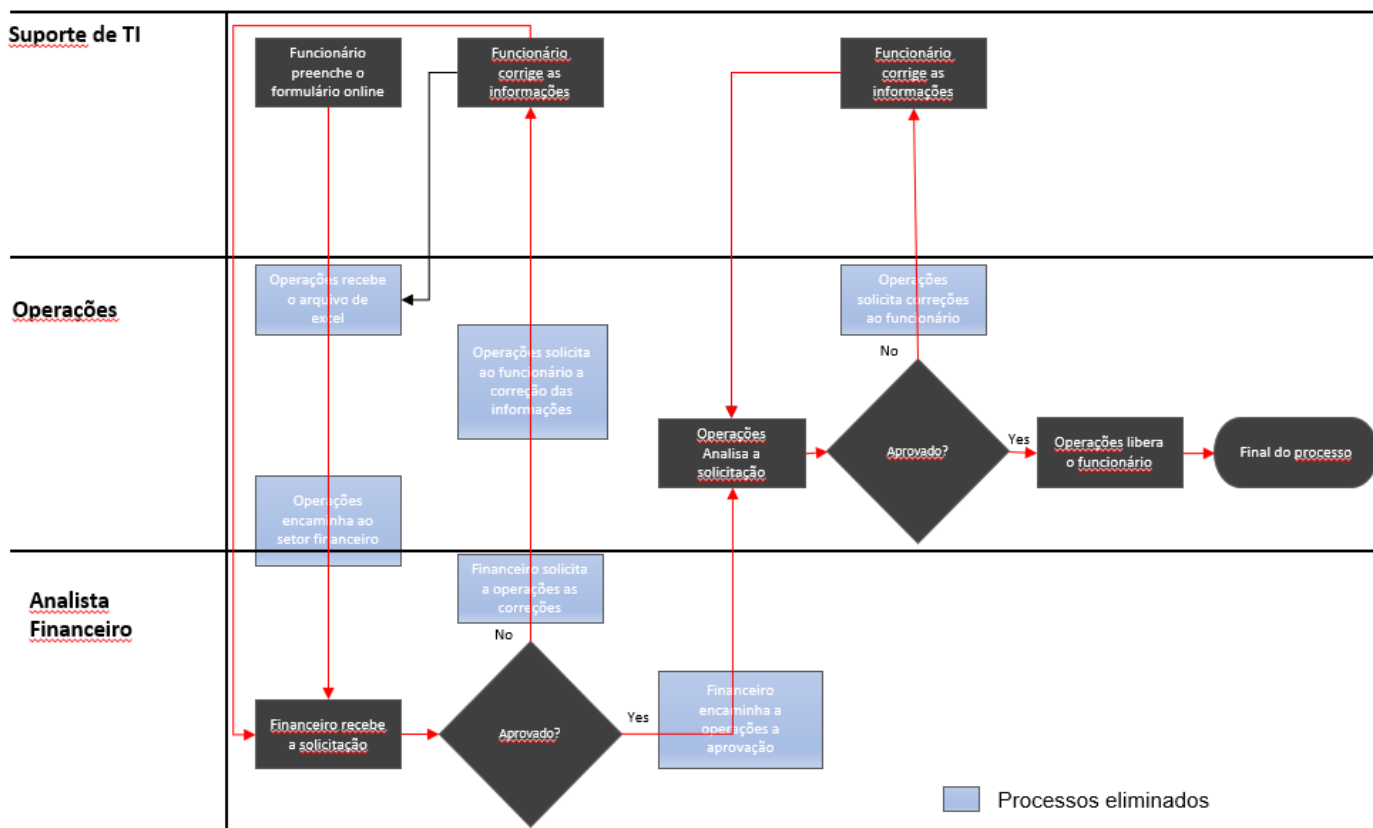 Suporte de TI
Funcionário
preenche o
formulário online
Funcionário
corrige as
informações
Funcionário
corrige as
informações
Operações
Operações recebe
o arquivo de
excel
Operações solicita
ao funcionário a
correção das
informações
Operações
encaminha ao
setor financeiro
Operações
solicita correções
ao funcionário
No
Operações
Analisa a
solicitação
Aprovado?
Yes
Operações libera
o funcionário
Final do processo
Analista
Financeiro
Financeiro solicita
a operações as
correções
No
Financeiro recebe
a solicitação
Aprovado?
Yes
Financeiro
encaminha a
operações a
aprovação
Processos eliminados